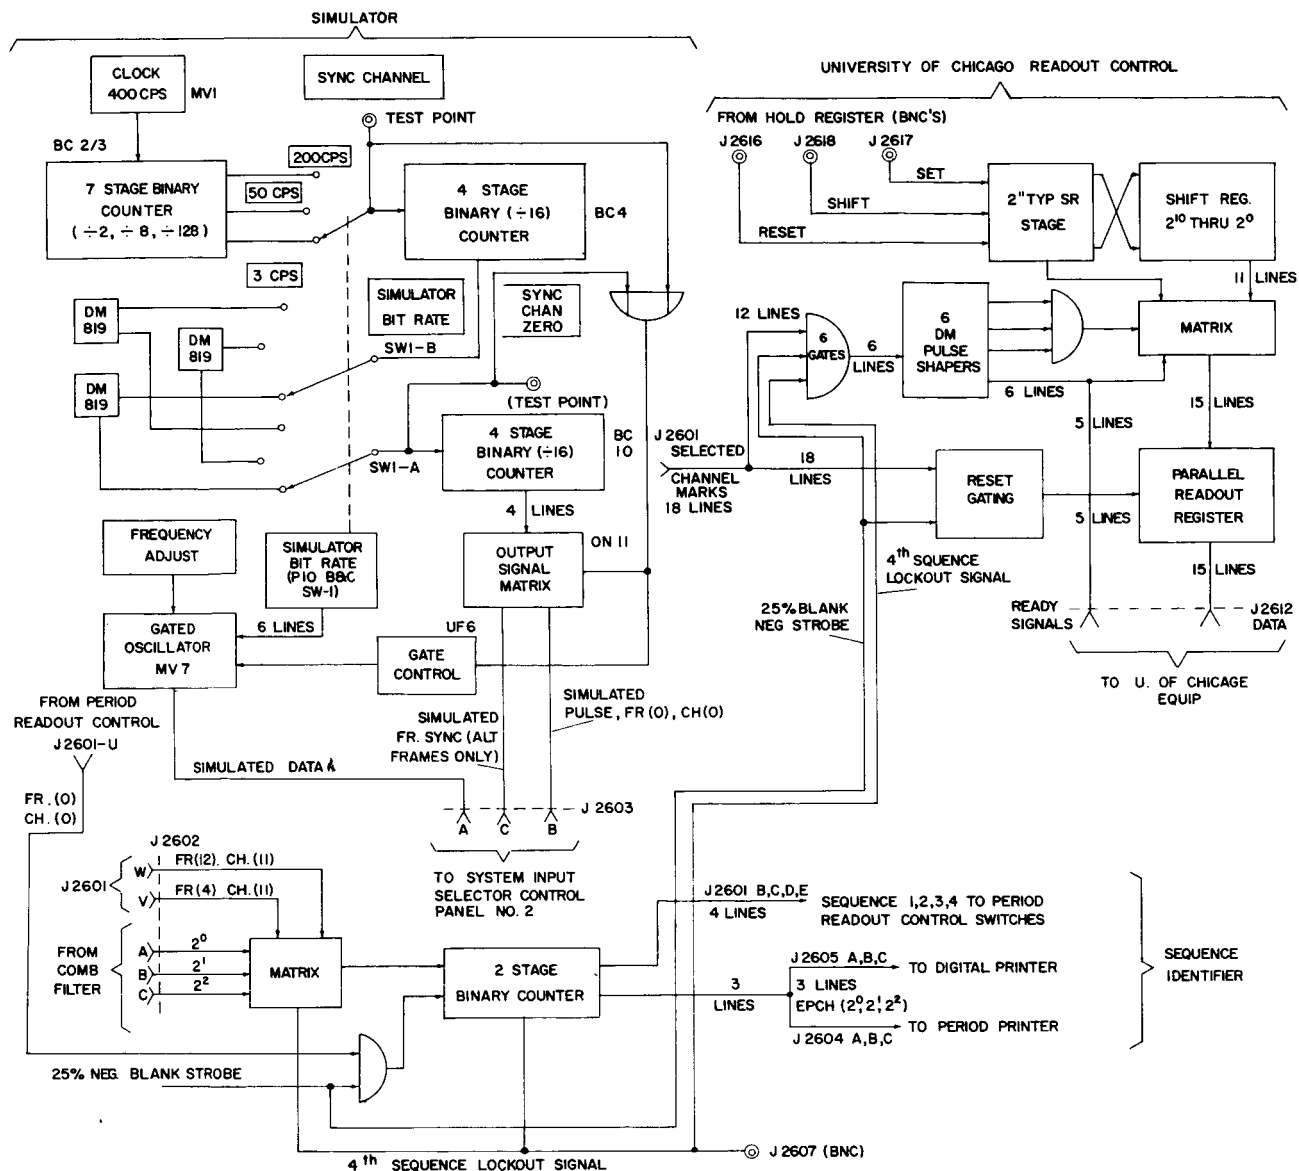 SIMULATOR
CLOCK
400 CPS
MV1
SYNC CHANNEL
TEST POINT
BC 2/3
7 STAGE BINARY
COUNTER
(÷2, ÷8, ÷128)
200CPS
50 CPS
3 CPS
4 STAGE
BINARY (÷16)
COUNTER
BC 4
DM
819
DM
819
DM
819
SIMULATOR
BIT RATE
SYNC
CHAN
ZERO
SW1-B
(TEST POINT)
SW1-A
4 STAGE
BINARY (÷16)
COUNTER
BC
10
4 LINES
FREQUENCY
ADJUST
SIMULATOR
BIT RATE
(P10 B&C
SW-1)
OUTPUT
SIGNAL
MATRIX
ON 11
6 LINES
GATED
OSCILLATOR
MV 7
UF6
GATE
CONTROL
FROM PERIOD
READOUT CONTROL
J2601-U
SIMULATED
FR. SYNC (ALT
FRAMES ONLY)
SIMULATED
PULSE, FR (0), CH(0)
SIMULATED DATA
FR. (0)
CH. (0)
J 2603
A
C
B
TO SYSTEM INPUT
SELECTOR CONTROL
PANEL NO. 2
UNIVERSITY OF CHICAGO READOUT CONTROL
FROM HOLD REGISTER (BNC'S)
J 2616
J 2618
J 2617
SET
SHIFT
RESET
2" TYP SR
STAGE
SHIFT REG.
2¹⁰ THRU 2⁰
11 LINES
12 LINES
6
GATES
6
LINES
6
DM
PULSE
SHAPERS
MATRIX
6 LINES
15 LINES
5
LINES
J 2601
SELECTED
CHANNEL
MARKS
18 LINES
18
LINES
RESET
GATING
PARALLEL
READOUT
REGISTER
5 LINES
4th SQUENCE
LOCKOUT SIGNAL
15 LINES
25% BLANK
NEG STROBE
READY
SIGNALS
J 2612
DATA
TO U. OF CHICAGE
EQUIP
J 2602
J 2601
W
FR(12). CH. (11)
V
FR (4) CH. (11)
FROM
COMB
FILTER
A
2⁰
B
2¹
C
2²
MATRIX
2 STAGE
BINARY COUNTER
J2601 B,C,D,E
4 LINES
SEQUENCE 1,2,3,4 TO PERIOD
READOUT CONTROL SWITCHES
3
LINES
J2605 A,B,C
TO DIGITAL PRINTER
3 LINES
EPCH (2⁰, 2¹, 2²)
TO PERIOD PRINTER
J2604 A,B,C
SEQUENCE
IDENTIFIER
25% NEG. BLANK STROBE
4th SEQUENCE LOCKOUT SIGNAL
J 2607 (BNC)